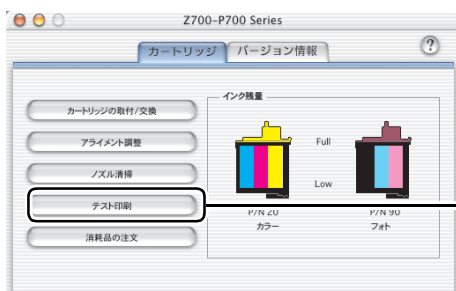 Z700-P700 Series
カートリッジ
バージョン情報
?
カートリッジの取付/交換
アライメント調整
ノズル清掃
テスト印刷
消耗品の注文
インク残量
Full
Low
P/N 20
カラー
P/N 90
フォト